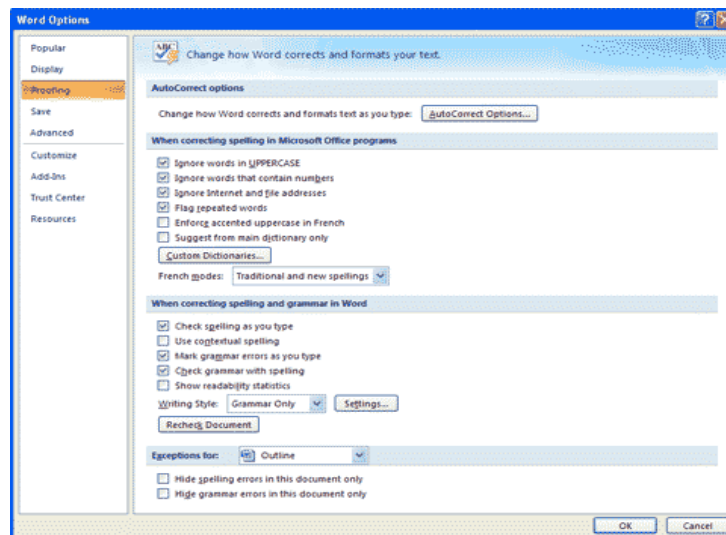 Word Options
Popular
Display
Proofing
Save
Advanced
Customize
Add-Ins
Trust Center
Resources
ABC
Change how Word corrects and formats your text.
AutoCorrect options
Change how Word corrects and formats text as you type: AutoCorrect Options...
When correcting spelling in Microsoft Office programs
Ignore words in UPPERCASE
Ignore words that contain numbers
Ignore Internet and file addresses
Flag repeated words
Enforce accented uppercase in French
Suggest from main dictionary only
Custom Dictionaries...
French modes: Traditional and new spellings
When correcting spelling and grammar in Word
Check spelling as you type
Use contextual spelling
Mark grammar errors as you type
Check grammar with spelling
Show readability statistics
Writing Style: Grammar Only Settings...
Recheck Document
Exceptions for: Outline
Hide spelling errors in this document only
Hide grammar errors in this document only
OK Cancel